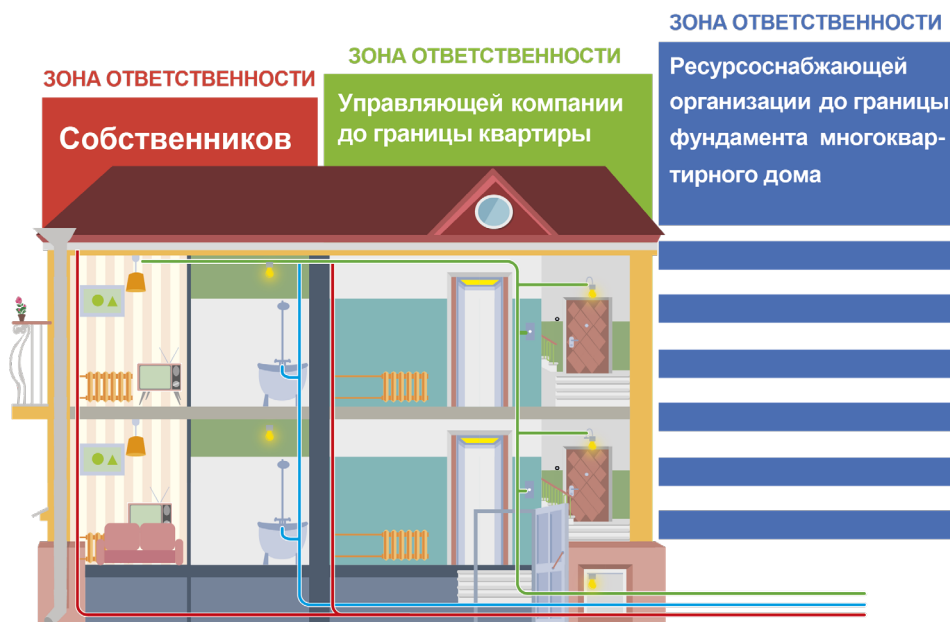 ЗОНА ОТВЕТСТВЕННОСТИ
Собственников
ЗОНА ОТВЕТСТВЕННОСТИ
Управляющей компании
до границы квартиры
ЗОНА ОТВЕТСТВЕННОСТИ
Ресурсоснабжающей
организации до границы
фундамента многоквар-
тирного дома